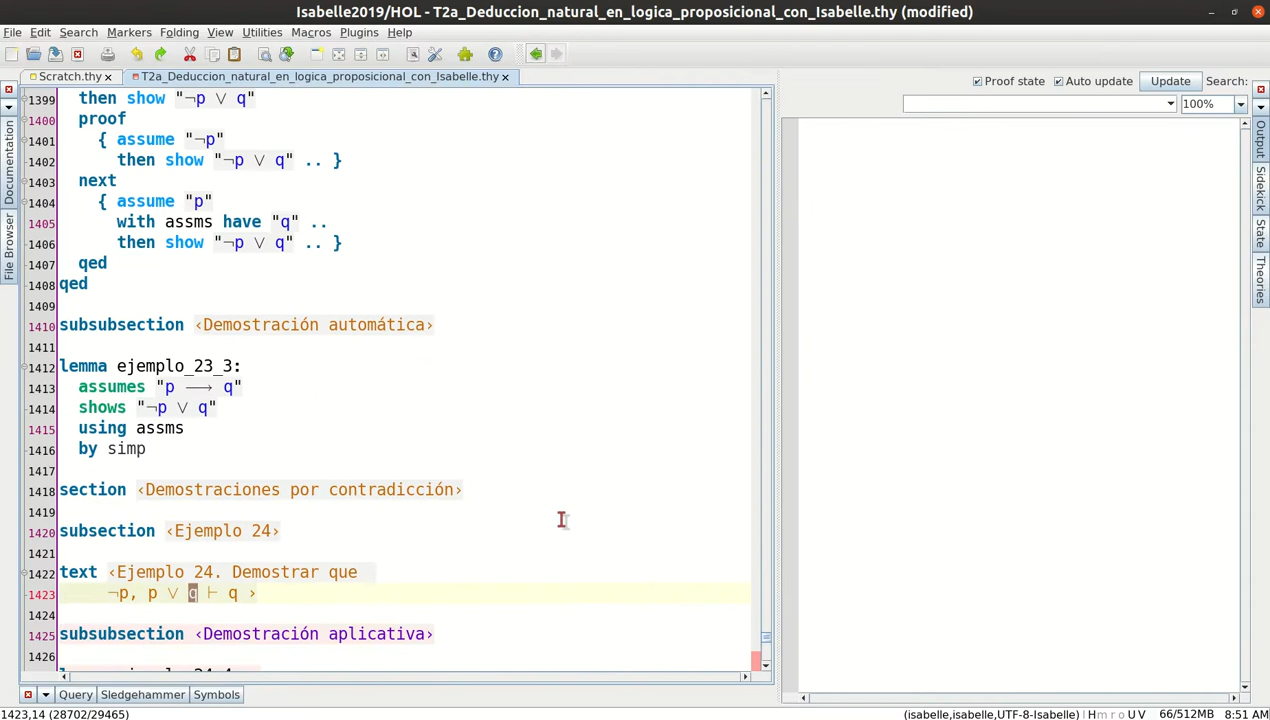 Isabelle2019/HOL - T2a_Deduccion_natural_en_logica_proposicional_con_Isabelle.thy (modified)
File Edit Search Markers Folding View Utilities Macros Plugins Help
Scratch.thy T2a_Deduccion_natural_en_logica_proposicional_con_Isabelle.thy
Proof state Auto update Update Search:
100%
Documentation
File Browser
Output
Sidekick
State
Theories
1399 then show "¬p ∨ q"
1400 proof
1401 { assume "¬p"
1402 then show "¬p ∨ q" .. }
1403 next
1404 { assume "p"
1405 with assms have "q" ..
1406 then show "¬p ∨ q" .. }
1407 qed
1408 qed
1409
1410 subsubsection ‹Demostración automática›
1411
1412 lemma ejemplo_23_3:
1413 assumes "p ⟶ q"
1414 shows "¬p ∨ q"
1415 using assms
1416 by simp
1417
1418 section ‹Demostraciones por contradicción›
1419
1420 subsection ‹Ejemplo 24›
1421
1422 text ‹Ejemplo 24. Demostrar que
1423 ¬p, p ∨ q ⊢ q ›
1424
1425 subsubsection ‹Demostración aplicativa›
1426
Query Sledgehammer Symbols
1423,14 (28702/29465) (isabelle,isabelle,UTF-8-Isabelle) | H m r o U V 66/512MB 8:51 AM